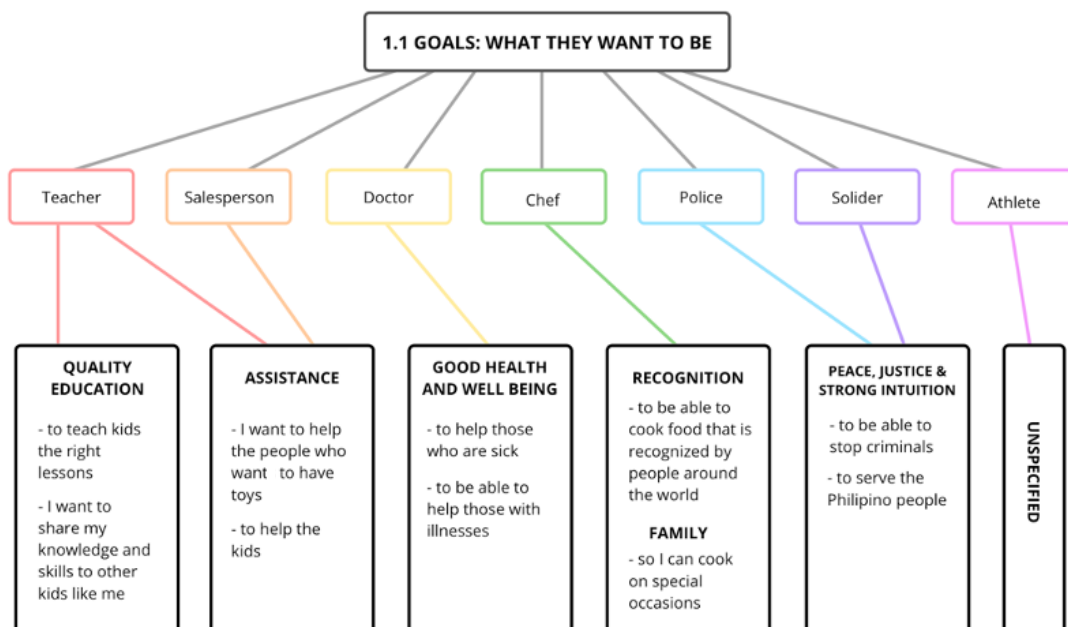 1.1 GOALS: WHAT THEY WANT TO BE
Teacher
Salesperson
Doctor
Chef
Police
Solider
Athlete
QUALITY
EDUCATION
- to teach kids
the right
lessons
- I want to
share my
knowledge and
skills to other
kids like me
ASSISTANCE
- I want to help
the people who
want to have
toys
- to help the
kids
GOOD HEALTH
AND WELL BEING
- to help those
who are sick
- to be able to
help those with
illnesses
RECOGNITION
- to be able to
cook food that is
recognized by
people around
the world
FAMILY
- so I can cook
on special
occasions
PEACE, JUSTICE &
STRONG INTUITION
- to be able to
stop criminals
- to serve the
Philipino people
UNSPECIFIED